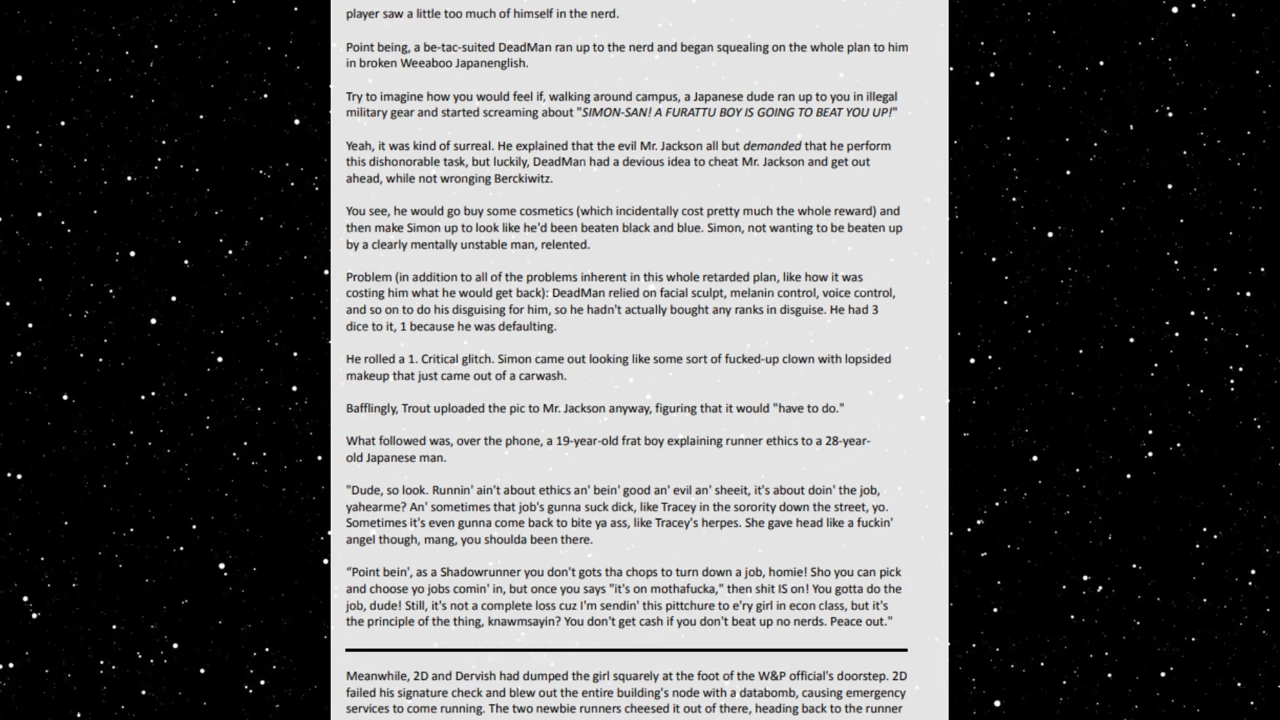 player saw a little too much of himself in the nerd.
Point being, a be-tac-suited DeadMan ran up to the nerd and began squealing on the whole plan to him
in broken Weeaboo Japanenglish.
Try to imagine how you would feel if, walking around campus, a Japanese dude ran up to you in illegal
military gear and started screaming about "SIMON-SAN! A FURATTU BOY IS GOING TO BEAT YOU UP!"
Yeah, it was kind of surreal. He explained that the evil Mr. Jackson all but demanded that he perform
this dishonorable task, but luckily, DeadMan had a devious idea to cheat Mr. Jackson and get out
ahead, while not wronging Berckiwitz.
You see, he would go buy some cosmetics (which incidentally cost pretty much the whole reward) and
then make Simon up to look like he'd been beaten black and blue. Simon, not wanting to be beaten up
by a clearly mentally unstable man, relented.
Problem (in addition to all of the problems inherent in this whole retarded plan, like how it was
costing him what he would get back): DeadMan relied on facial sculpt, melanin control, voice control,
and so on to do his disguising for him, so he hadn't actually bought any ranks in disguise. He had 3
dice to it, 1 because he was defaulting.
He rolled a 1. Critical glitch. Simon came out looking like some sort of fucked-up clown with lopsided
makeup that just came out of a carwash.
Bafflingly, Trout uploaded the pic to Mr. Jackson anyway, figuring that it would "have to do."
What followed was, over the phone, a 19-year-old frat boy explaining runner ethics to a 28-year-
old Japanese man.
"Dude, so look. Runnin' ain't about ethics an' bein' good an' evil an' sheeit, it's about doin' the job,
yahearme? An' sometimes that job's gunna suck dick, like Tracey in the sorority down the street, yo.
Sometimes it's even gunna come back to bite ya ass, like Tracey's herpes. She gave head like a fuckin'
angel though, mang, you shoulda been there.
“Point bein', as a Shadowrunner you don't gots tha chops to turn down a job, homie! Sho you can pick
and choose yo jobs comin' in, but once you says "it's on mothafucka," then shit IS on! You gotta do the
job, dude! Still, it's not a complete loss cuz I'm sendin' this pittchure to e'ry girl in econ class, but it's
the principle of the thing, knawmsayin? You don't get cash if you don't beat up no nerds. Peace out."
Meanwhile, 2D and Dervish had dumped the girl squarely at the foot of the W&P official's doorstep. 2D
failed his signature check and blew out the entire building's node with a databomb, causing emergency
services to come running. The two newbie runners cheesed it out of there, heading back to the runner